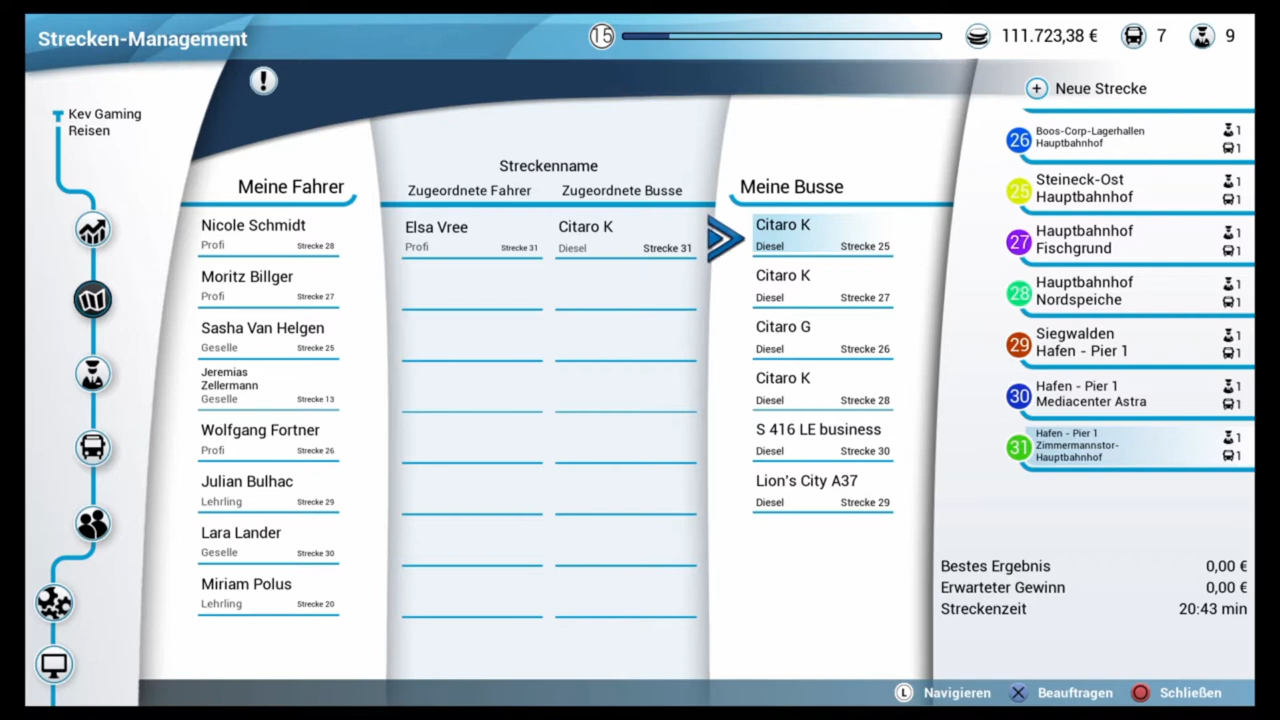 Strecken-Management
15
111.723,38 €
7
9
!
Kev Gaming
Reisen
Meine Fahrer
Nicole Schmidt
Profi Strecke 28
Moritz Billger
Profi Strecke 27
Sasha Van Helgen
Geselle Strecke 25
Jeremias
Zellermann
Geselle Strecke 13
Wolfgang Fortner
Profi Strecke 26
Julian Bulhac
Lehrling Strecke 29
Lara Lander
Geselle Strecke 30
Miriam Polus
Lehrling Strecke 20
Streckenname
Zugeordnete Fahrer Zugeordnete Busse
Elsa Vree Citaro K
Profi Strecke 31 Diesel Strecke 31
Meine Busse
Citaro K
Diesel Strecke 25
Citaro K
Diesel Strecke 27
Citaro G
Diesel Strecke 26
Citaro K
Diesel Strecke 28
S 416 LE business
Diesel Strecke 30
Lion's City A37
Diesel Strecke 29
+ Neue Strecke
26 Boos-Corp-Lagerhallen 1
Hauptbahnhof 1
25 Steineck-Ost 1
Hauptbahnhof 1
27 Hauptbahnhof 1
Fischgrund 1
28 Hauptbahnhof 1
Nordspeiche 1
29 Siegwalden 1
Hafen - Pier 1 1
30 Hafen - Pier 1 1
Mediacenter Astra 1
31 Hafen - Pier 1 1
Zimmermannstor-
Hauptbahnhof 1
Bestes Ergebnis 0,00 €
Erwarteter Gewinn 0,00 €
Streckenzeit 20:43 min
L Navigieren Beauftragen Schließen